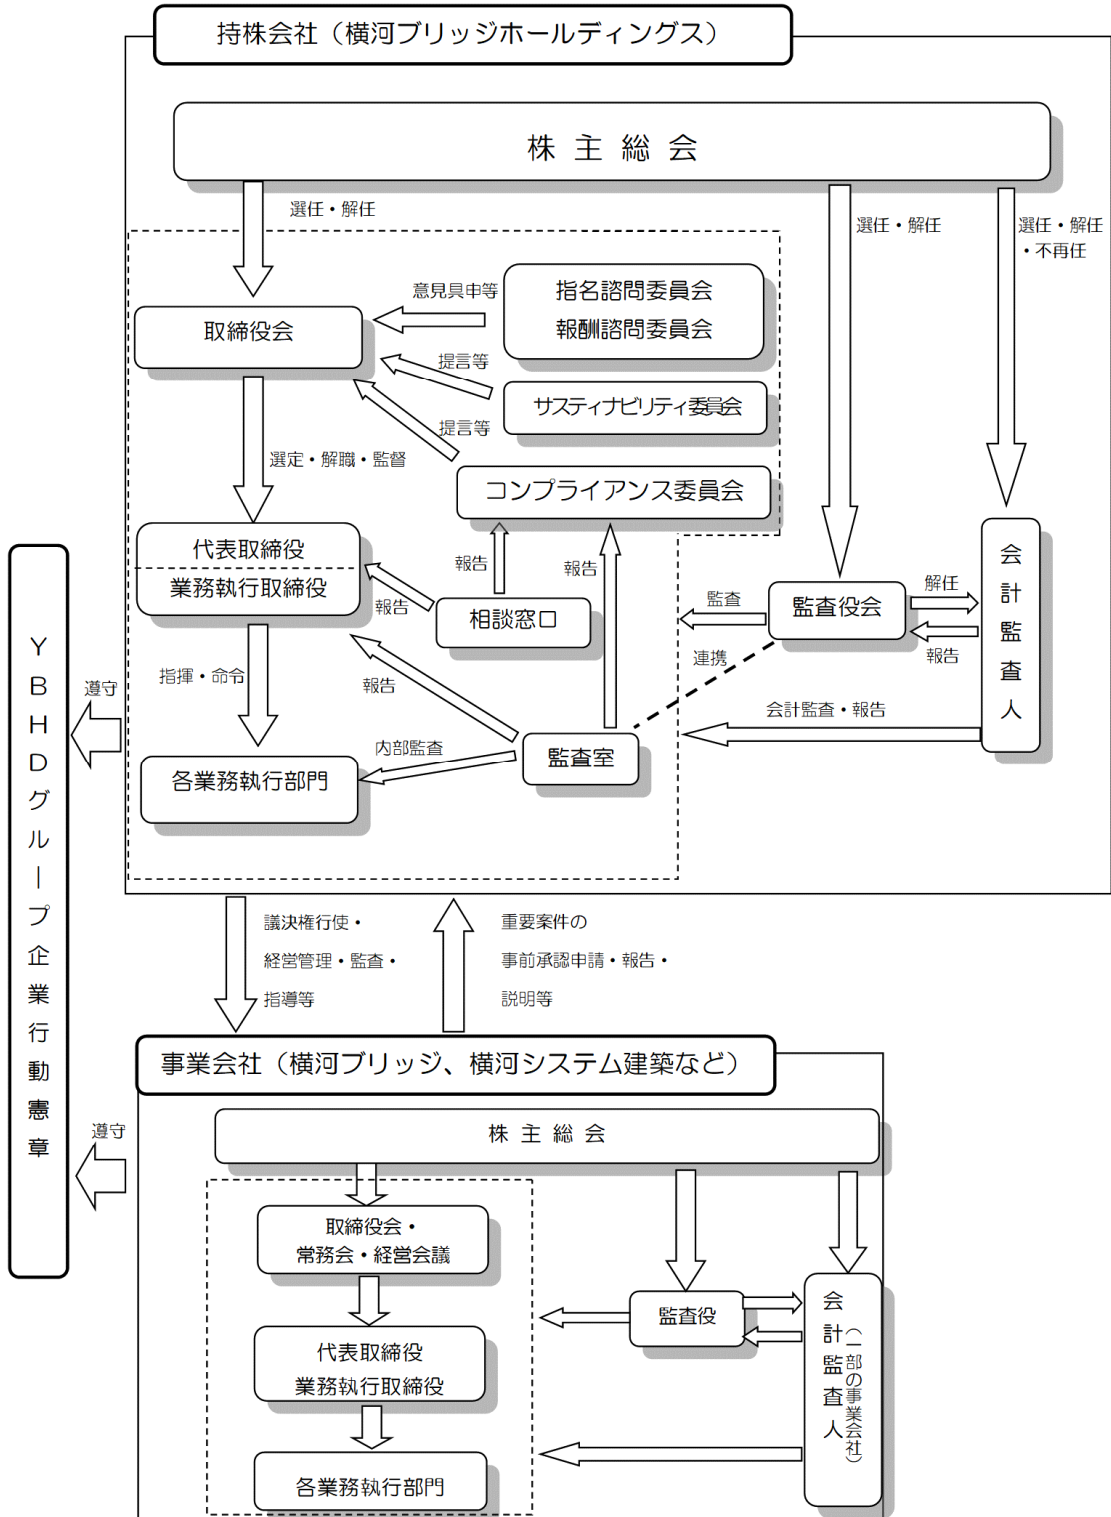 持株会社（横河ブリッジホールディングス）
株主総会
選任・解任
選任・解任
選任・解任
・不再任
意見具申等
指名諮問委員会
報酬諮問委員会
取締役会
提言等
サスティナビリティ委員会
提言等
選定・解職・監督
コンプライアンス委員会
代表取締役
業務執行取締役
報告
報告
報告
相談窓口
監査
監査役会
解任
報告
会計監査人
連携
指揮・命令
報告
会計監査・報告
内部監査
監査室
各業務執行部門
遵守
YBHDグループ企業行動憲章
議決権行使・
経営管理・監査・
指導等
重要案件の
事前承認申請・報告・
説明等
事業会社（横河ブリッジ、横河システム建築など）
遵守
株主総会
取締役会・
常務会・経営会議
監査役
会計監査人
（一部の事業会社）
代表取締役
業務執行取締役
各業務執行部門